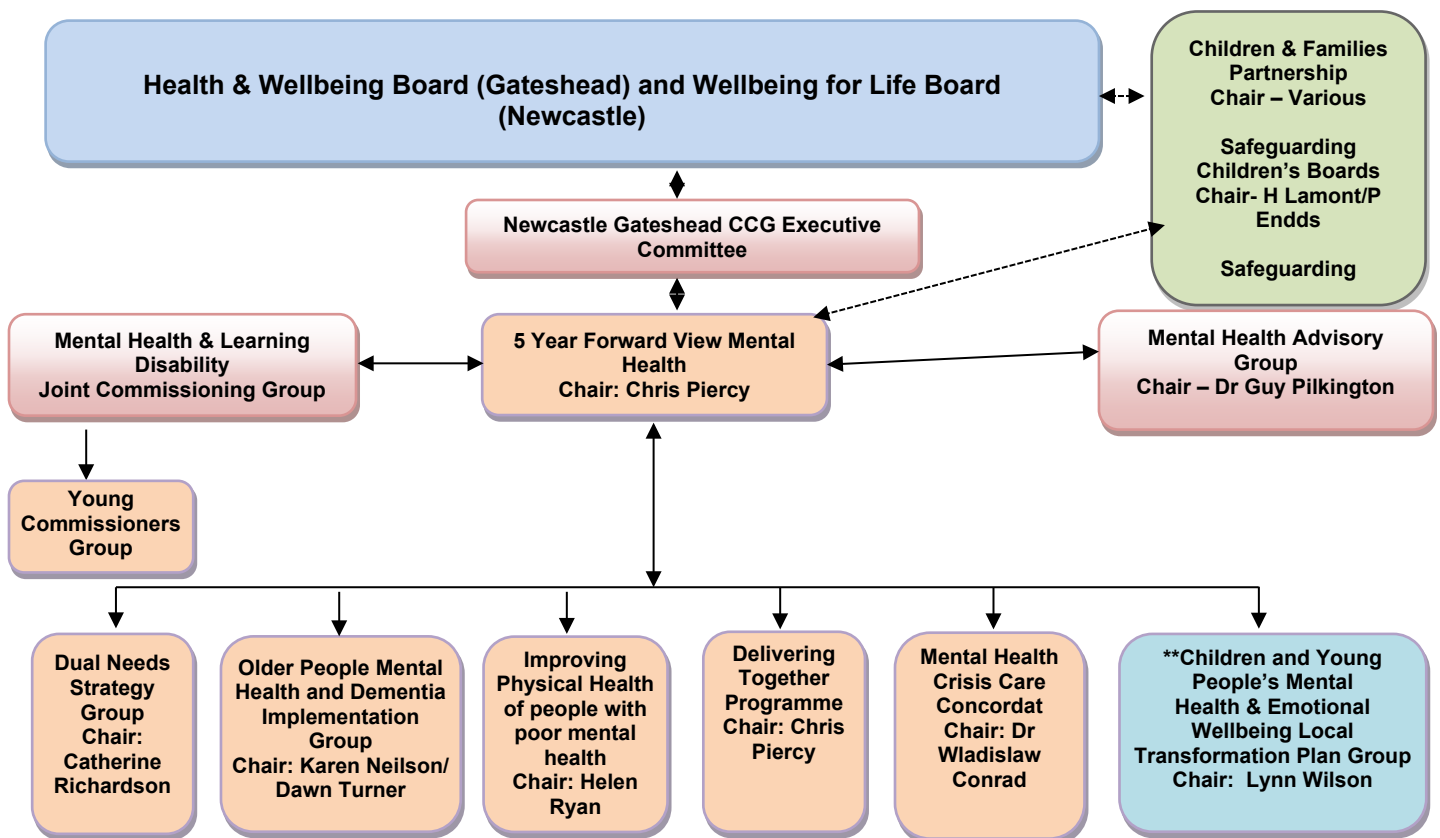 Health & Wellbeing Board (Gateshead) and Wellbeing for Life Board
(Newcastle)
Children & Families
Partnership
Chair – Various
Safeguarding
Children’s Boards
Chair- H Lamont/P
Endds
Safeguarding
Newcastle Gateshead CCG Executive
Committee
Mental Health & Learning
Disability
Joint Commissioning Group
5 Year Forward View Mental
Health
Chair: Chris Piercy
Mental Health Advisory
Group
Chair – Dr Guy Pilkington
Young
Commissioners
Group
Dual Needs
Strategy
Group
Chair:
Catherine
Richardson
Older People Mental
Health and Dementia
Implementation
Group
Chair: Karen Neilson/
Dawn Turner
Improving
Physical Health
of people with
poor mental
health
Chair: Helen
Ryan
Delivering
Together
Programme
Chair: Chris
Piercy
Mental Health
Crisis Care
Concordat
Chair: Dr
Wladislaw
Conrad
**Children and Young
People’s Mental
Health & Emotional
Wellbeing Local
Transformation Plan Group
Chair:  Lynn Wilson